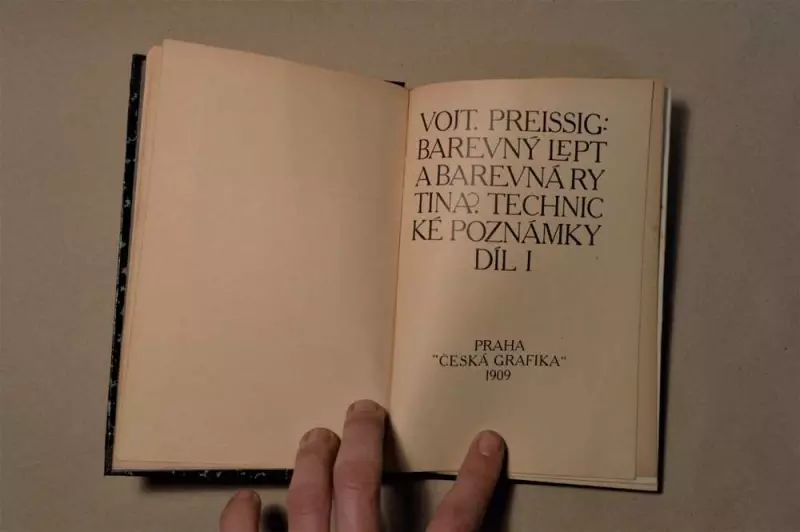 VOJT. PREISSIG:
BAREVNÝ LEPT
A BAREVNÁ RY
TINA. TECHNIC
KÉ POZNÁMKY
DÍL I
PRAHA
"ČESKÁ GRAFIKA"
1909